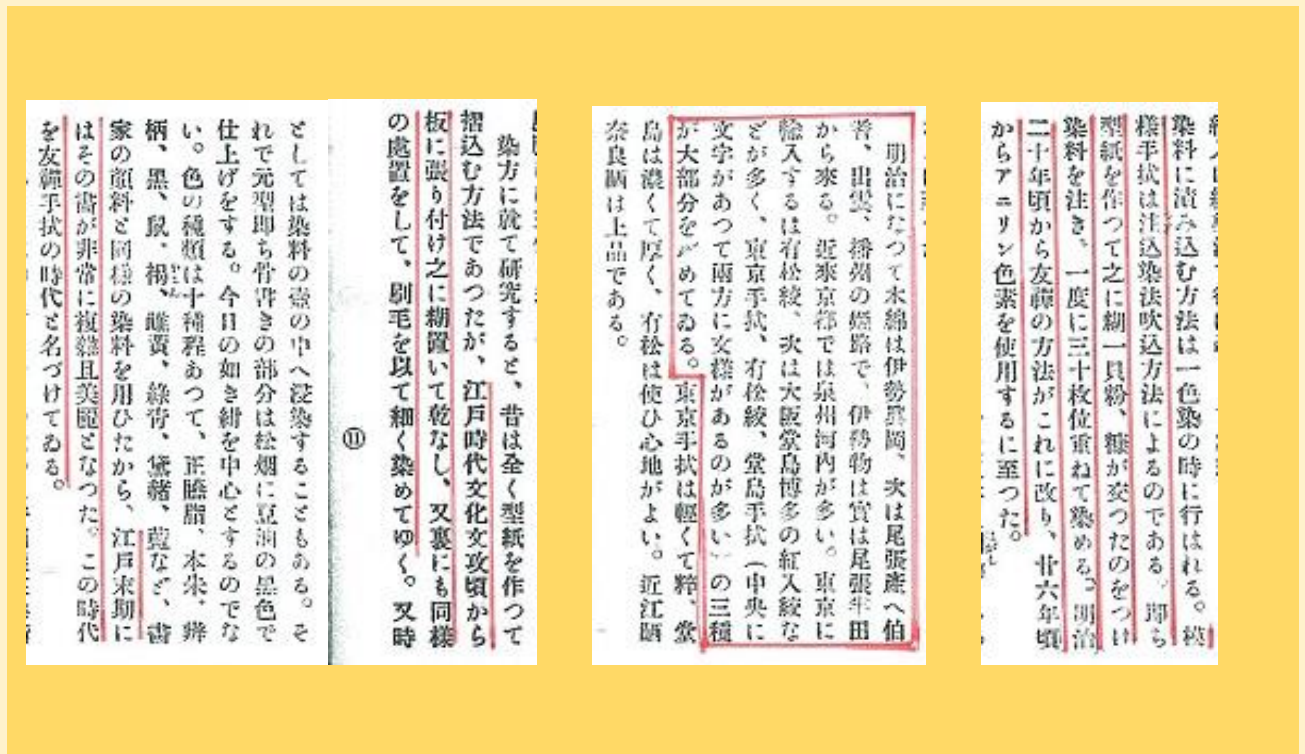 染料に漬み込む方法は一色染の時に行はれる。模
様手拭は注込染法吹込方法によるのである。即ち
型紙を作つて之に糊一貝粉、糠が交つたのをつけ
染料を注き、一度に三十枚位重ねて染める。明治
二十年頃から友禪の方法がこれに改り、廿六年頃
からアニリン色素を使用するに至つた。
明治になつて木綿は伊勢眞岡、次は尾張産へ伯
耆、出雲、播州の姫路で、伊勢物は實は尾張半田
から來る。近來京都では泉州河内が多い。東京に
輸入するは有松絞、次は大阪堂島博多の紅入絞な
どが多く、東京手拭、有松絞、堂島手拭(中央に
文字があつて兩方に文樣があるのが多い)の三種
が大部分を占めてゐる。東京手拭は輕くて粹、堂
島は濃くて厚く、有松は使ひ心地がよい。近江晒
奈良晒は上品である。
染方に就て研究すると、昔は全く型紙を作つて
摺込む方法であつたが、江戸時代文化文政頃から
板に張り付け之に糊置いて乾なし、又裏にも同樣
の處置をして、刷毛を以て細く染めてゆく。又時
⑪
としては染料の壺の中へ浸染することもある。そ
れで元型即ち骨書きの部分は松烟に豆油の墨色で
仕上げをする。今日の如き紺を中心とするのでな
い。色の種類は十種程あつて、正臙脂、本朱、辨
柄、黒、鼠、褐、雌黄、綠青、黛赭、藍など、畵
家の顔料と同樣の染料を用ひたから、江戸末期に
はその書が非常に複雜且美麗となつた。この時代
を友禪手拭の時代と名づけてゐる。